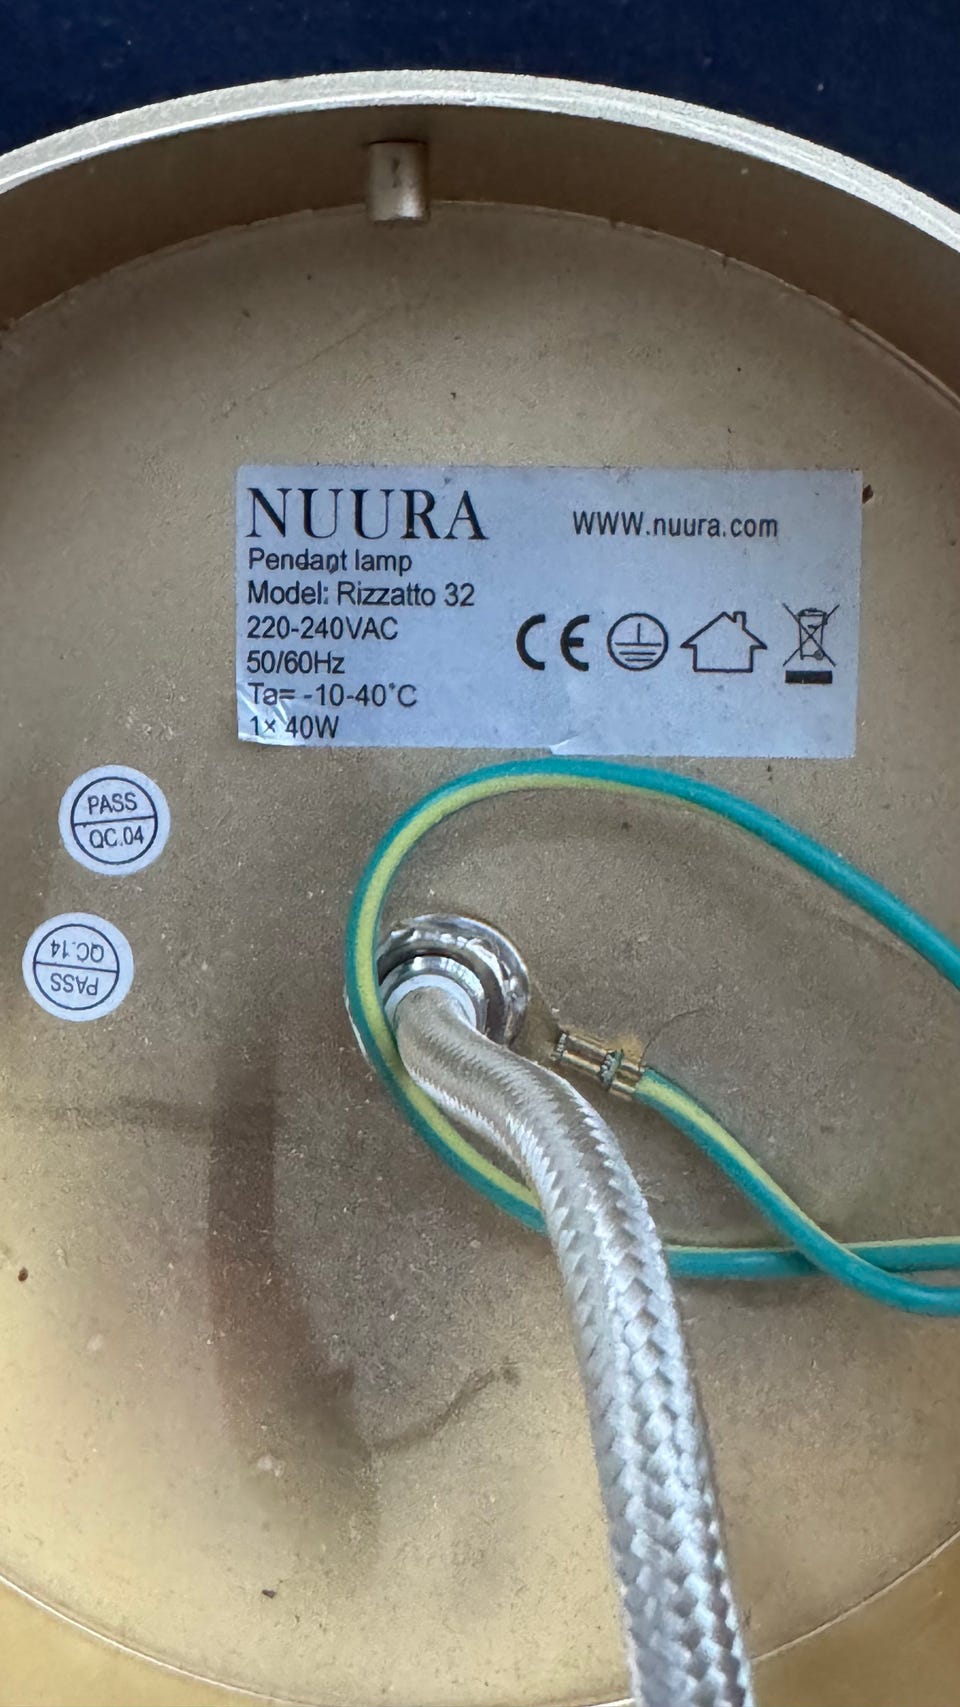 NUURA
www.nuura.com
Pendant lamp
Model: Rizzatto 32
220-240VAC
50/60Hz
Ta= -10-40°C
1× 40W
CE
PASS
QC.04
PASS
QC.14